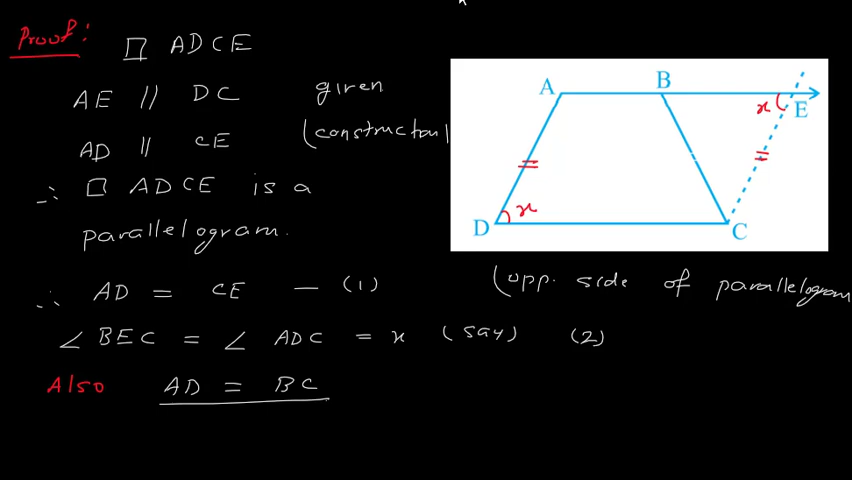 Proof:
□ ADCE
AE // DC given
AD // CE (construction)
∴ □ ADCE is a
parallelogram.
∴ AD = CE — (1) (opp. side of parallelogram
∠ BEC = ∠ ADC = x (say) (2)
Also AD = BC
A
B
x
E
x
D
C